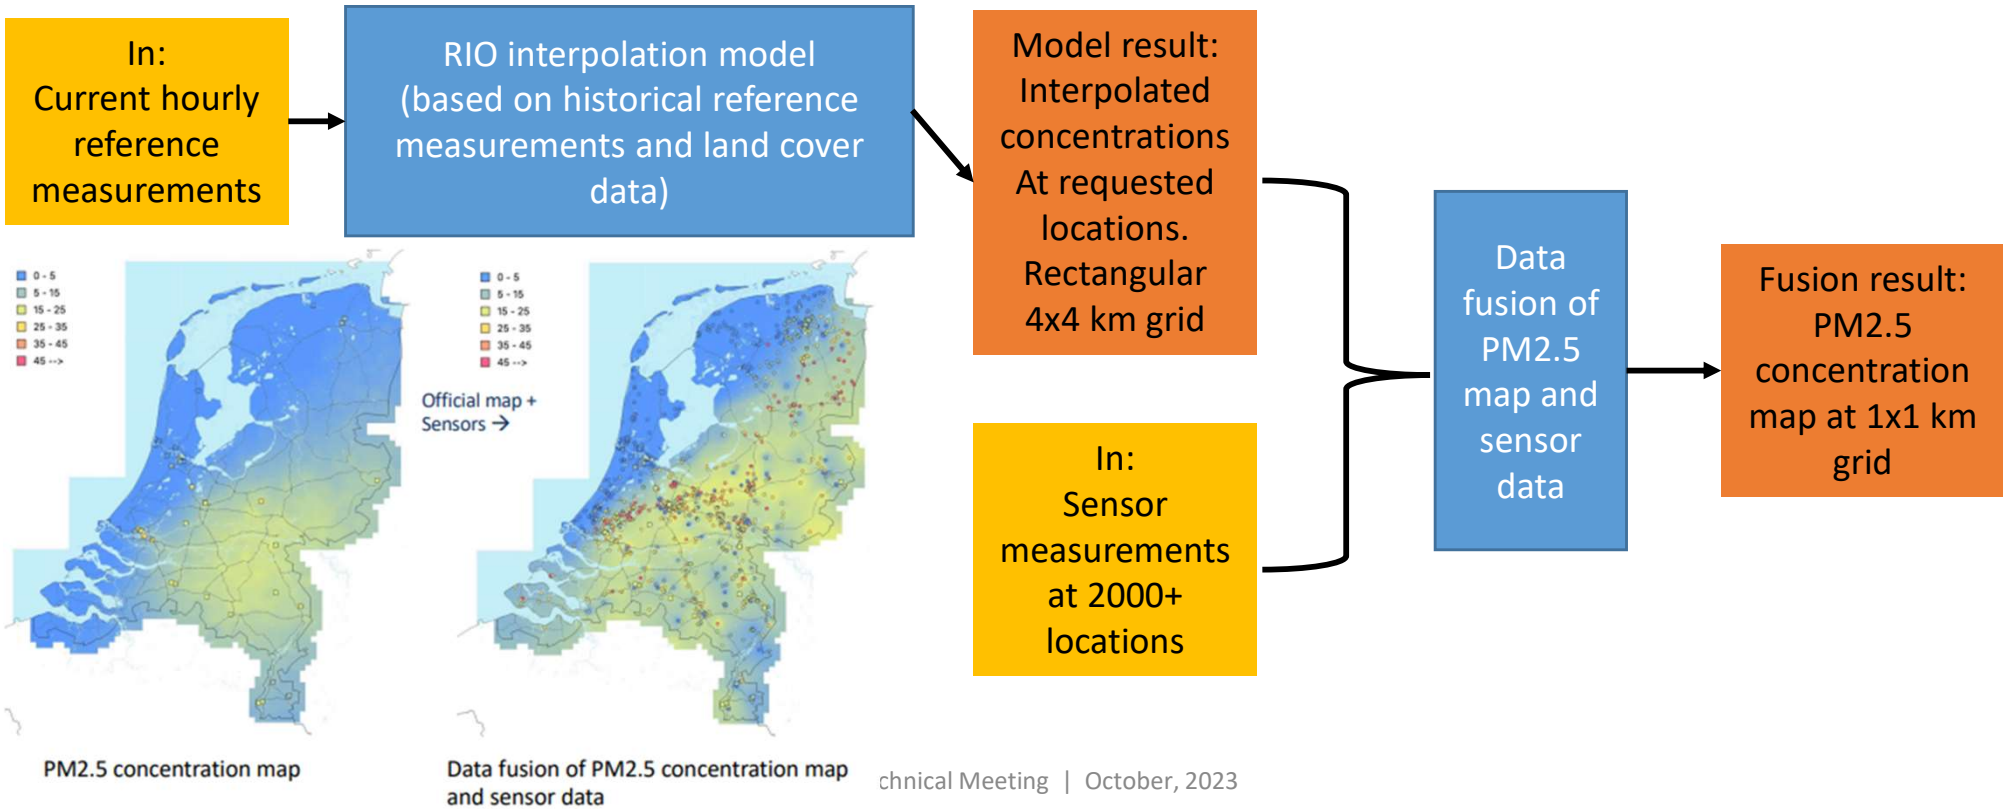 In:
Current hourly
reference
measurements
RIO interpolation model
(based on historical reference
measurements and land cover
data)
Model result:
Interpolated
concentrations
At requested
locations.
Rectangular
4x4 km grid
In:
Sensor
measurements
at 2000+
locations
Data
fusion of
PM2.5
map and
sensor
data
Fusion result:
PM2.5
concentration
map at 1x1 km
grid
0 - 5
5 - 15
15 - 25
25 - 35
35 - 45
45 -->
Official map +
Sensors →
0 - 5
5 - 15
15 - 25
25 - 35
35 - 45
45 -->
PM2.5 concentration map
Data fusion of PM2.5 concentration map
and sensor data
chnical Meeting | October, 2023